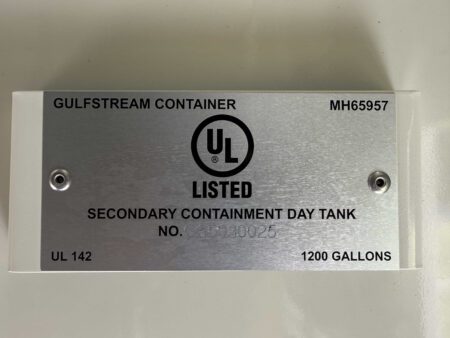 GULFSTREAM CONTAINER MH65957
UL ®
LISTED
SECONDARY CONTAINMENT DAY TANK
NO.
UL 142 1200 GALLONS